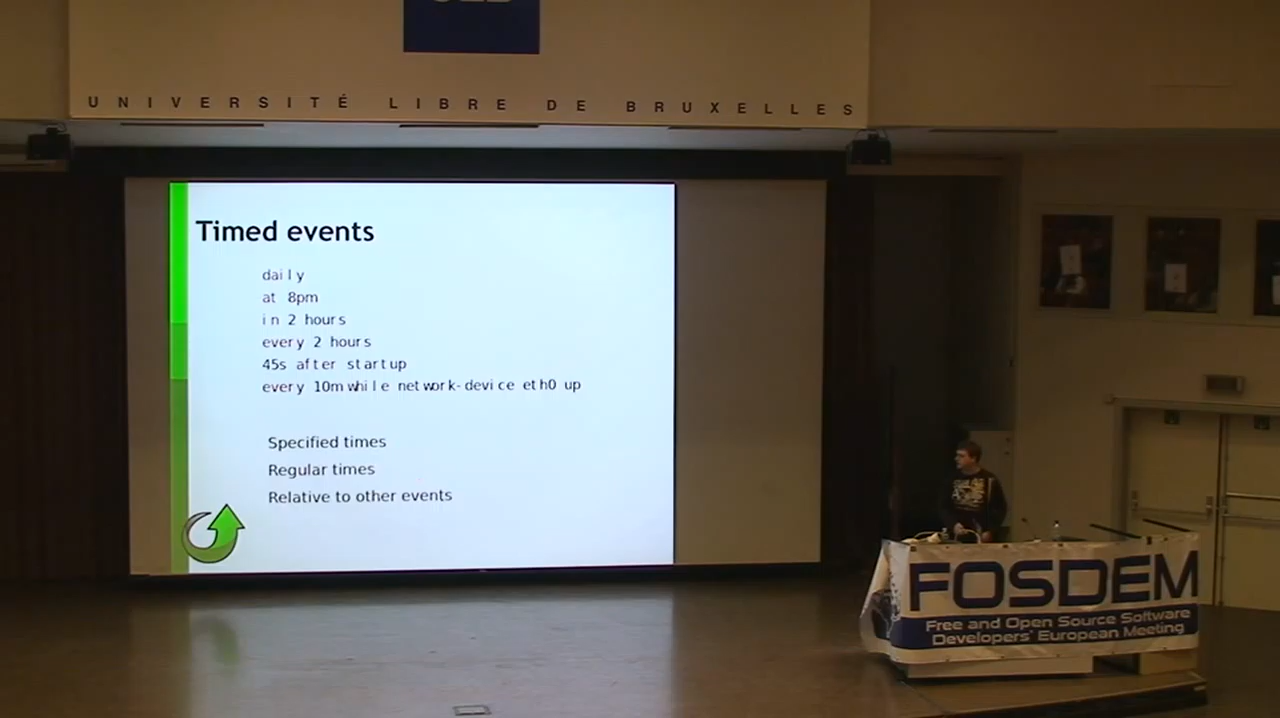 UNIVERSITÉ LIBRE DE BRUXELLES
Timed events
daily
at 8pm
in 2 hours
every 2 hours
45s after startup
every 10m while network-device eth0 up
Specified times
Regular times
Relative to other events
FOSDEM
Free and Open Source Software
Developers' European Meeting